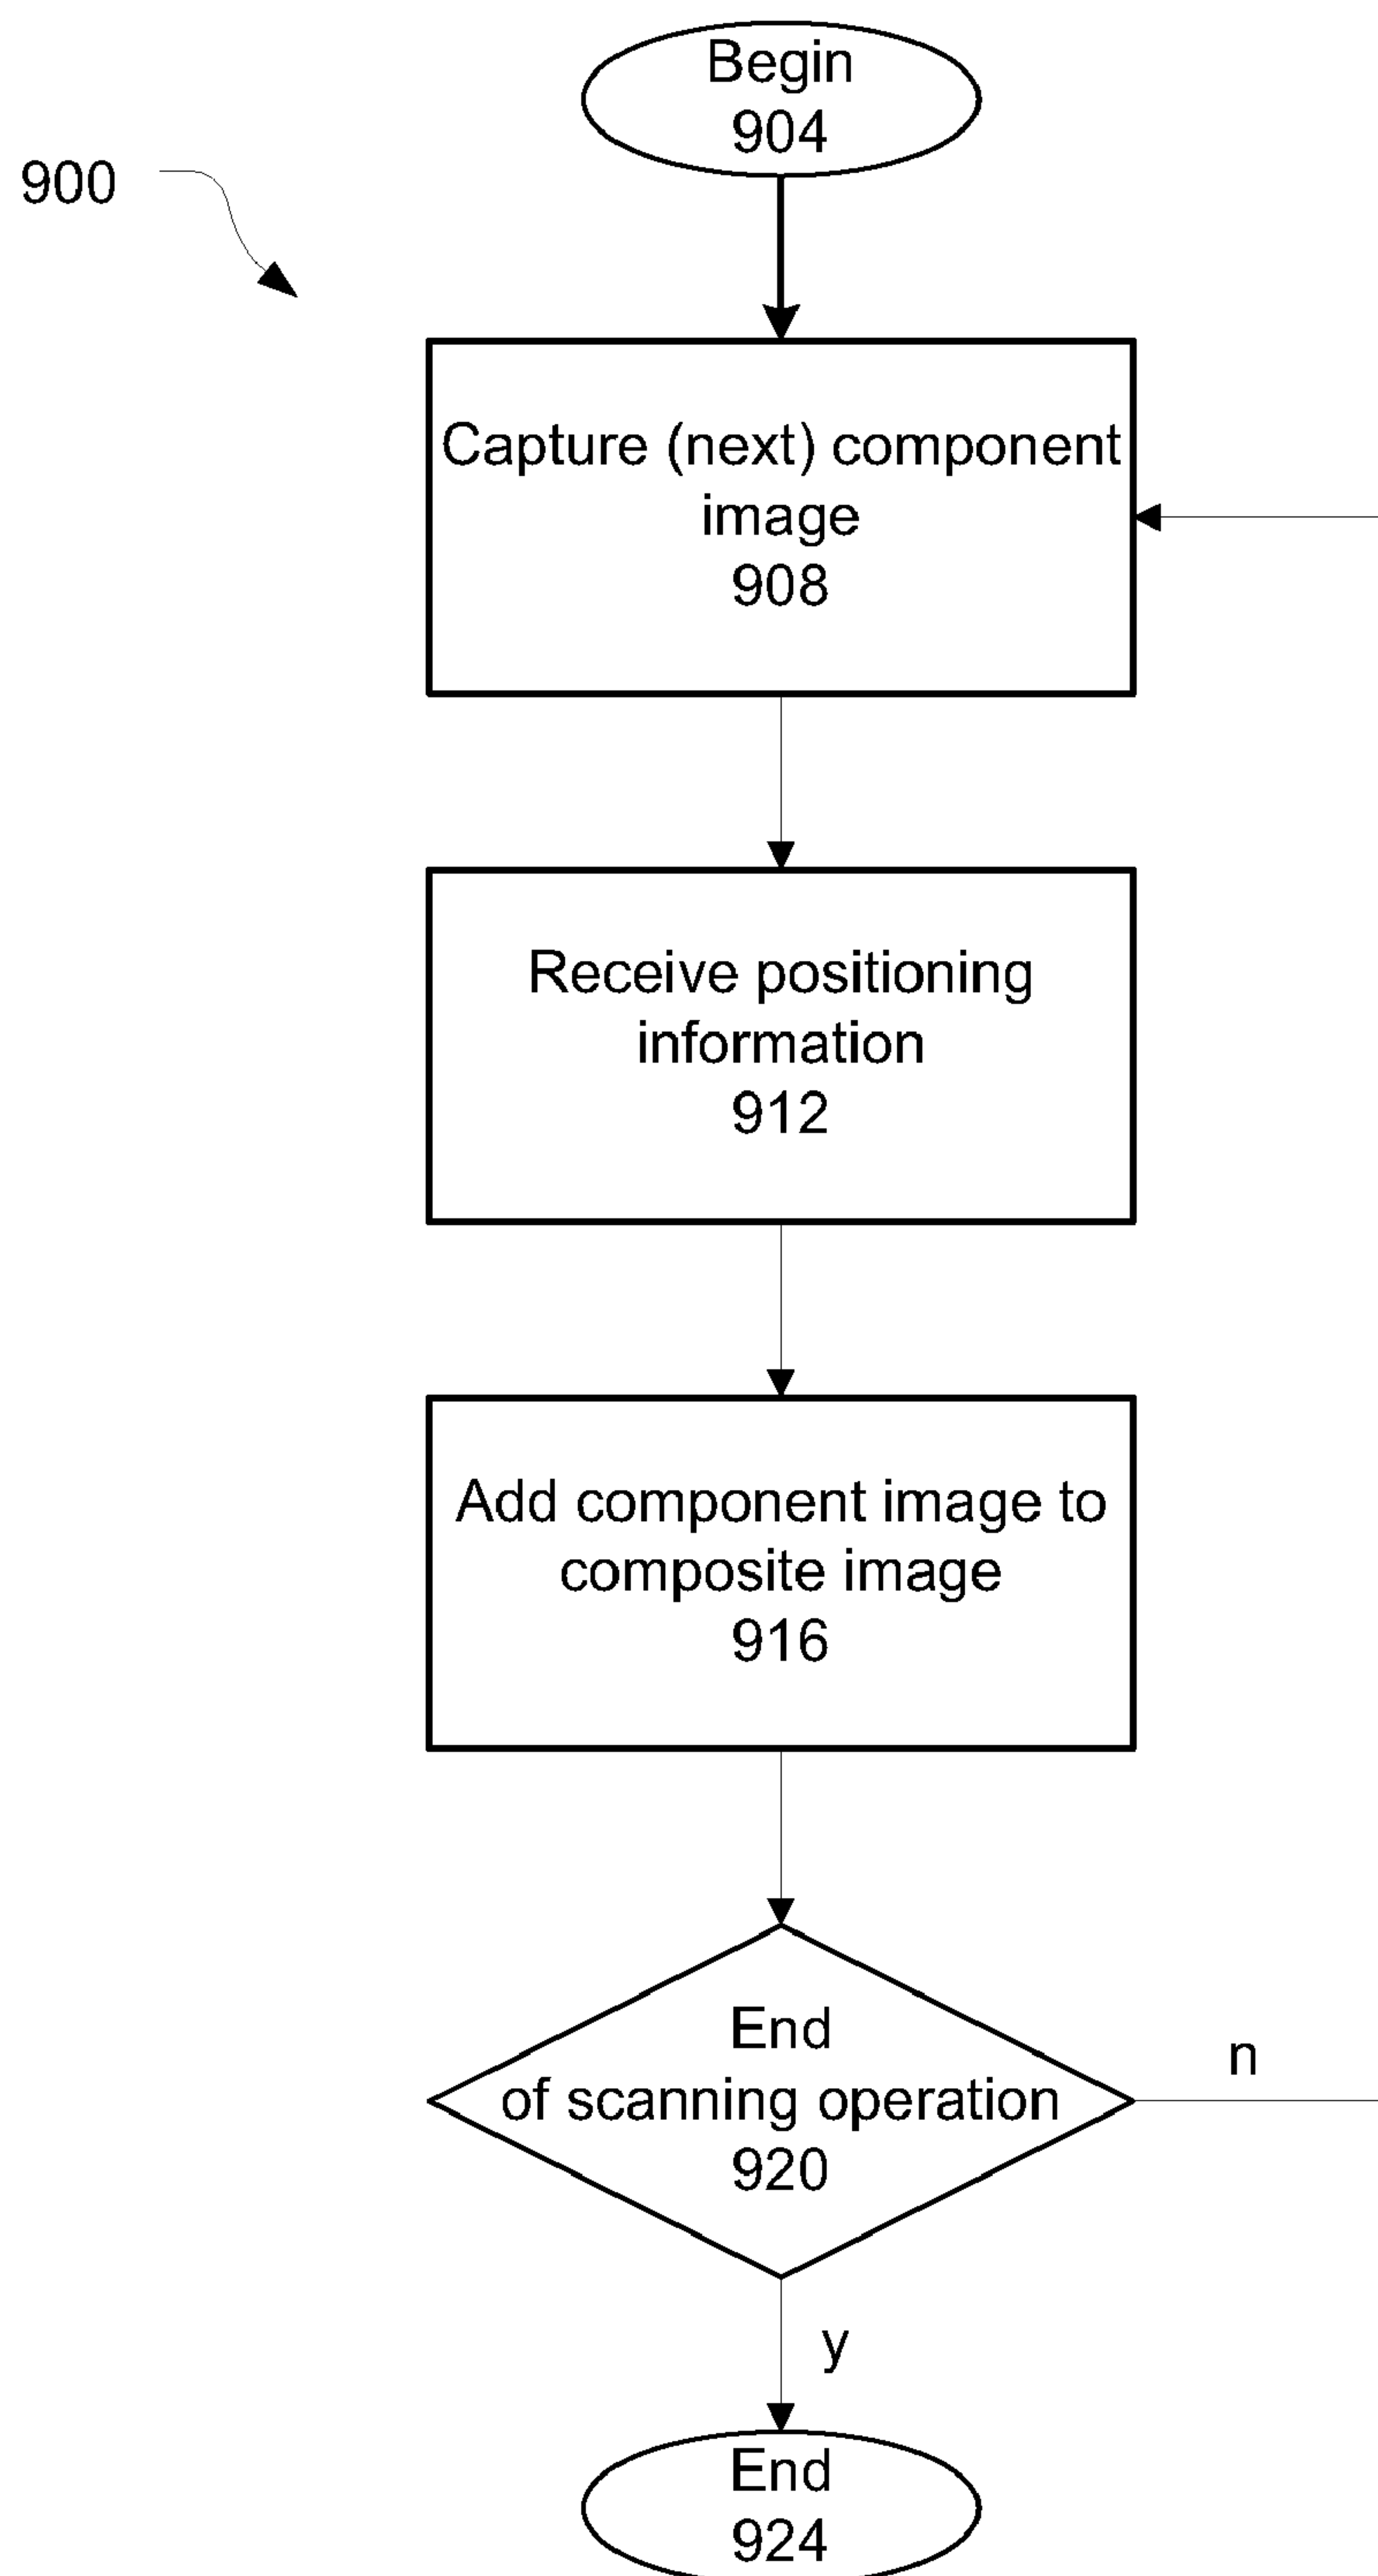 Begin
904
900
Capture (next) component
image
908
Receive positioning
information
912
Add component image to
composite image
916
End
of scanning operation
920
n
y
End
924